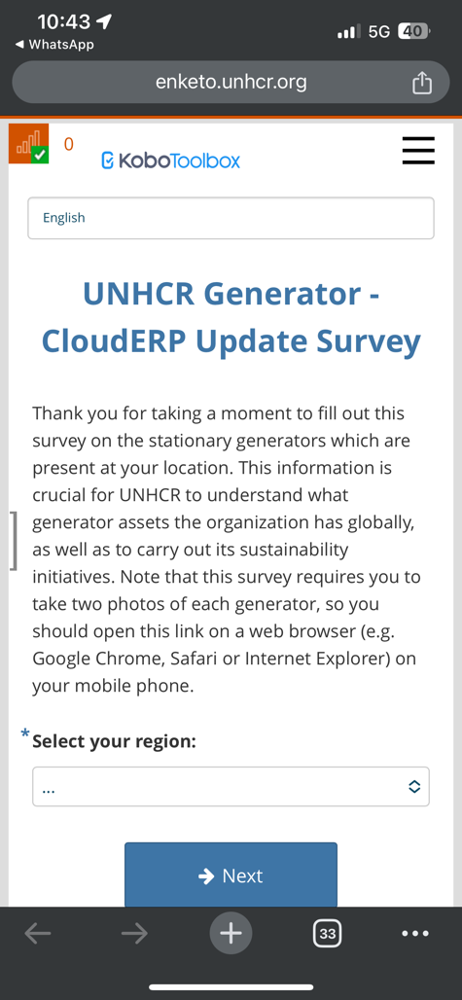 10:43
5G 40
◀ WhatsApp
enketo.unhcr.org
0
KoboToolbox
English
UNHCR Generator -
CloudERP Update Survey
Thank you for taking a moment to fill out this
survey on the stationary generators which are
present at your location. This information is
crucial for UNHCR to understand what
generator assets the organization has globally,
as well as to carry out its sustainability
initiatives. Note that this survey requires you to
take two photos of each generator, so you
should open this link on a web browser (e.g.
Google Chrome, Safari or Internet Explorer) on
your mobile phone.
* Select your region:
...
Next
33